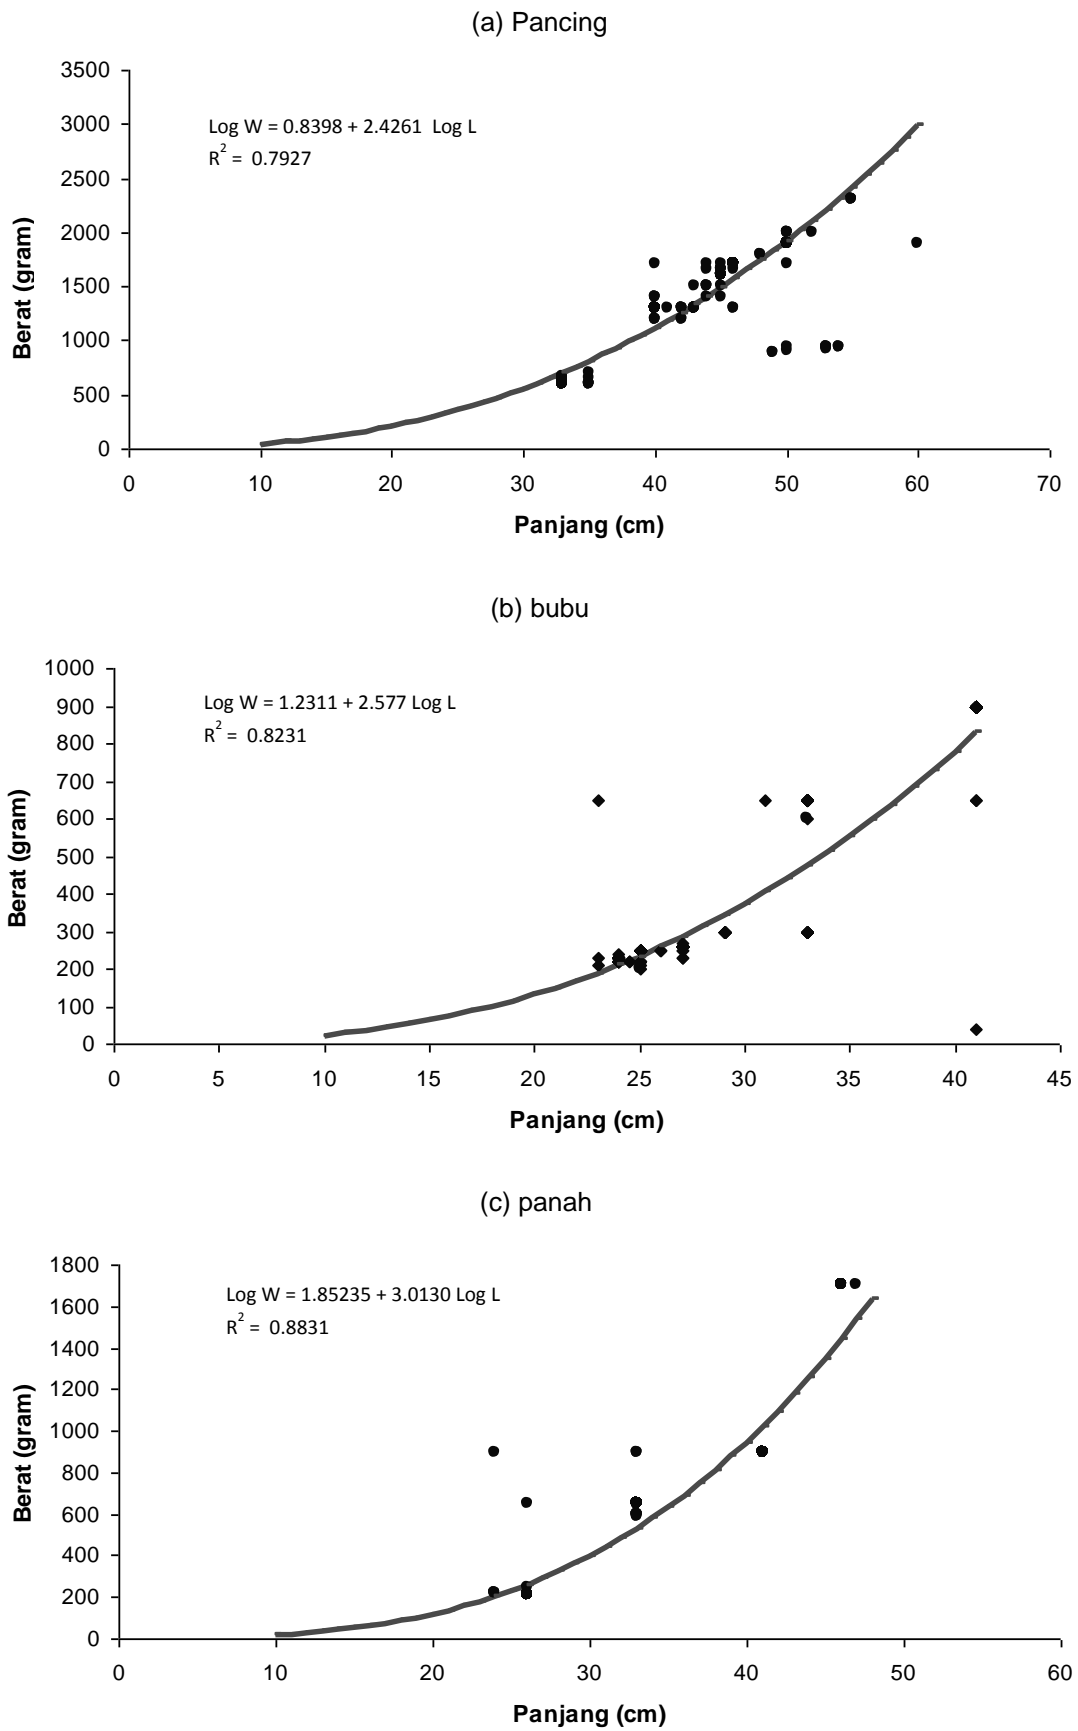 (a) Pancing
3500
3000
2500
2000
1500
1000
500
0
Log W = 0.8398 + 2.4261 Log L
R² = 0.7927
Berat (gram)
0 10 20 30 40 50 60 70
Panjang (cm)
(b) bubu
1000
900
800
700
600
500
400
300
200
100
0
Log W = 1.2311 + 2.577 Log L
R² = 0.8231
Berat (gram)
0 5 10 15 20 25 30 35 40 45
Panjang (cm)
(c) panah
1800
1600
1400
1200
1000
800
600
400
200
0
Log W = 1.85235 + 3.0130 Log L
R² = 0.8831
Berat (gram)
0 10 20 30 40 50 60
Panjang (cm)